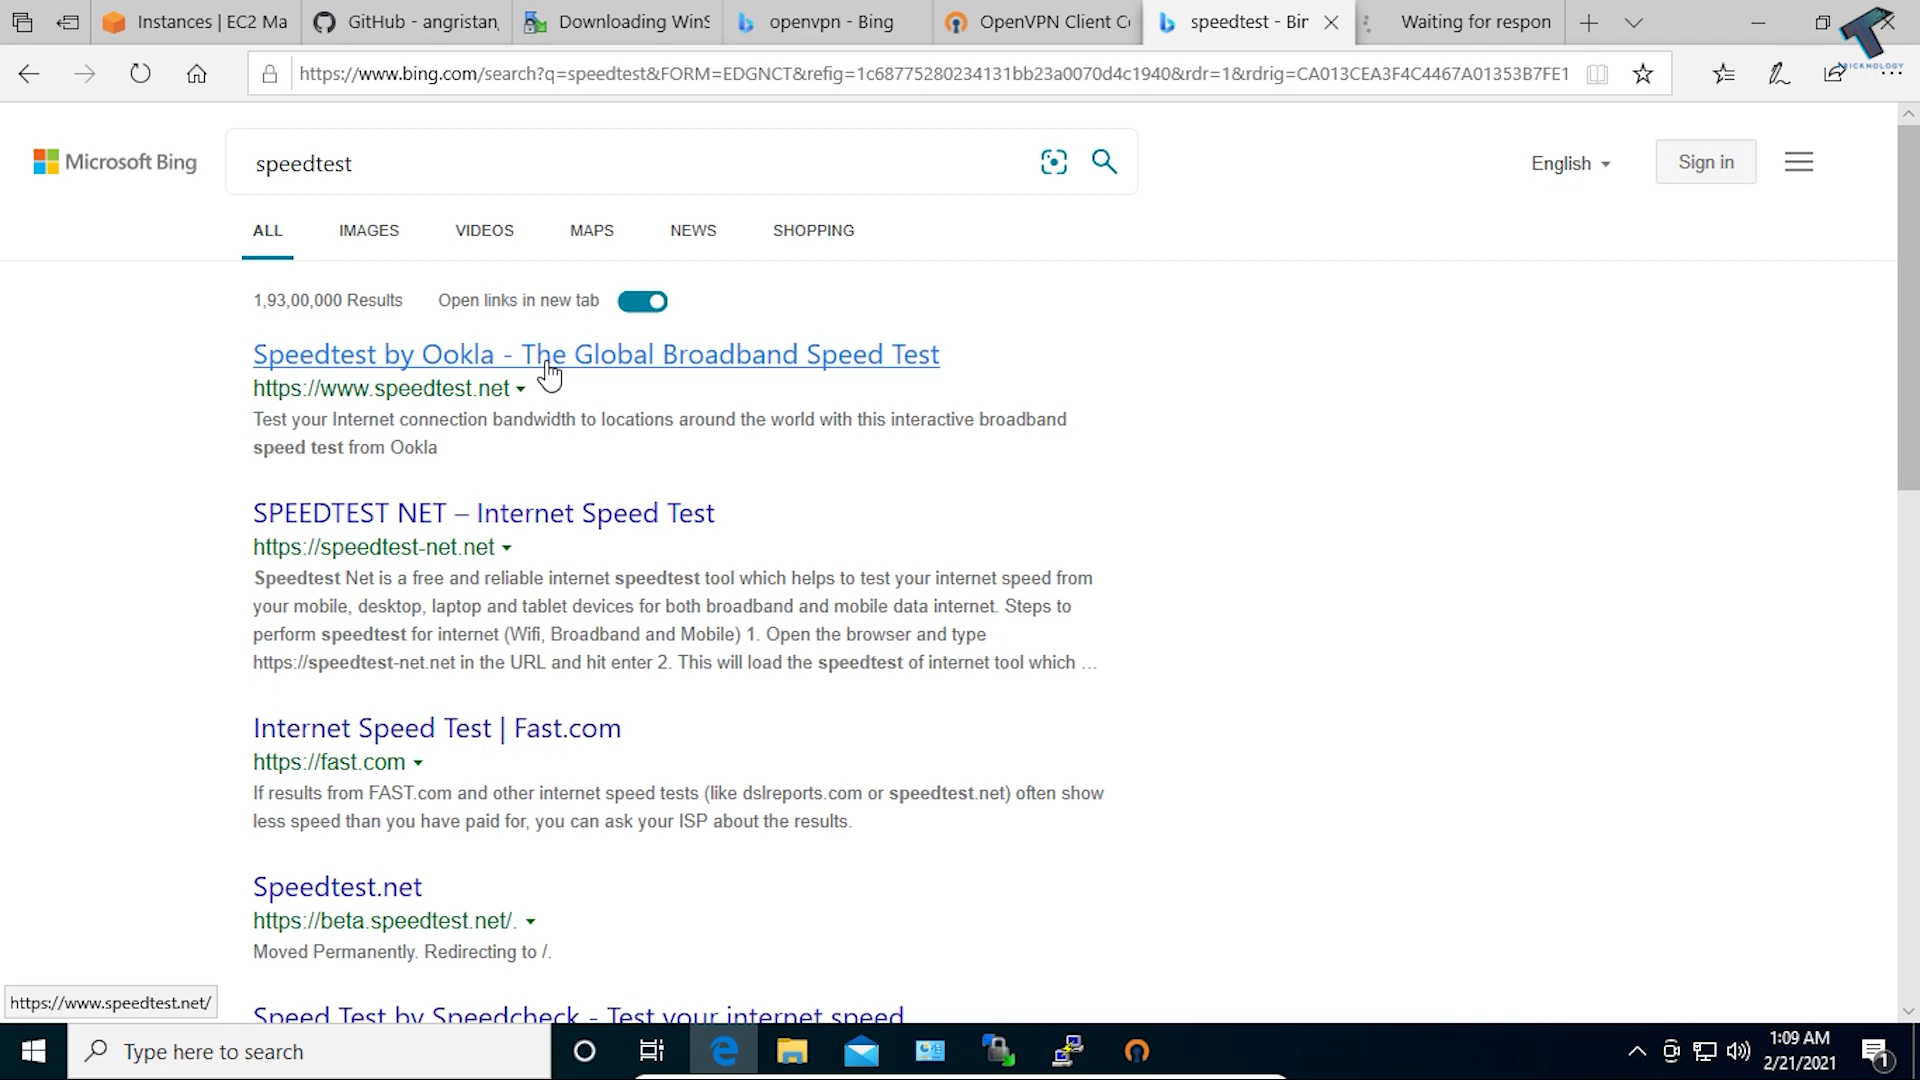 Instances | EC2 Ma
GitHub - angristan,
Downloading WinS
openvpn - Bing
OpenVPN Client Co
speedtest - Bin
Waiting for respon
https://www.bing.com/search?q=speedtest&FORM=EDGNCT&refig=1c68775280234131bb23a0070d4c1940&rdr=1&rdrig=CA013CEA3F4C4467A01353B7FE1
Microsoft Bing
speedtest
English
Sign in
ALL
IMAGES
VIDEOS
MAPS
NEWS
SHOPPING
1,93,00,000 Results
Open links in new tab
Speedtest by Ookla - The Global Broadband Speed Test
https://www.speedtest.net
Test your Internet connection bandwidth to locations around the world with this interactive broadband
speed test from Ookla
SPEEDTEST NET – Internet Speed Test
https://speedtest-net.net
Speedtest Net is a free and reliable internet speedtest tool which helps to test your internet speed from
your mobile, desktop, laptop and tablet devices for both broadband and mobile data internet. Steps to
perform speedtest for internet (Wifi, Broadband and Mobile) 1. Open the browser and type
https://speedtest-net.net in the URL and hit enter 2. This will load the speedtest of internet tool which …
Internet Speed Test | Fast.com
https://fast.com
If results from FAST.com and other internet speed tests (like dslreports.com or speedtest.net) often show
less speed than you have paid for, you can ask your ISP about the results.
Speedtest.net
https://beta.speedtest.net/.
Moved Permanently. Redirecting to /.
Speed Test by Speedcheck - Test your internet speed
https://www.speedtest.net/
Type here to search
1:09 AM
2/21/2021
1